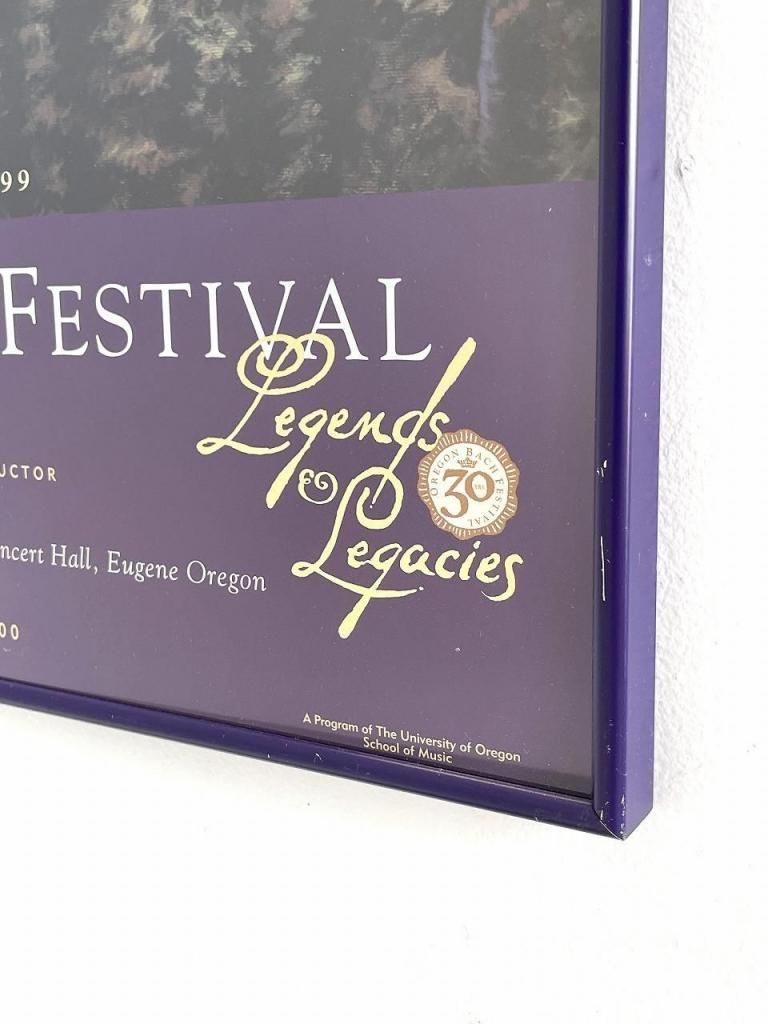 99
FESTIVAL
Legends
&
Legacies
OREGON BACH FESTIVAL
30
YRS
UCTOR
ncert Hall, Eugene Oregon
00
A Program of The University of Oregon
School of Music